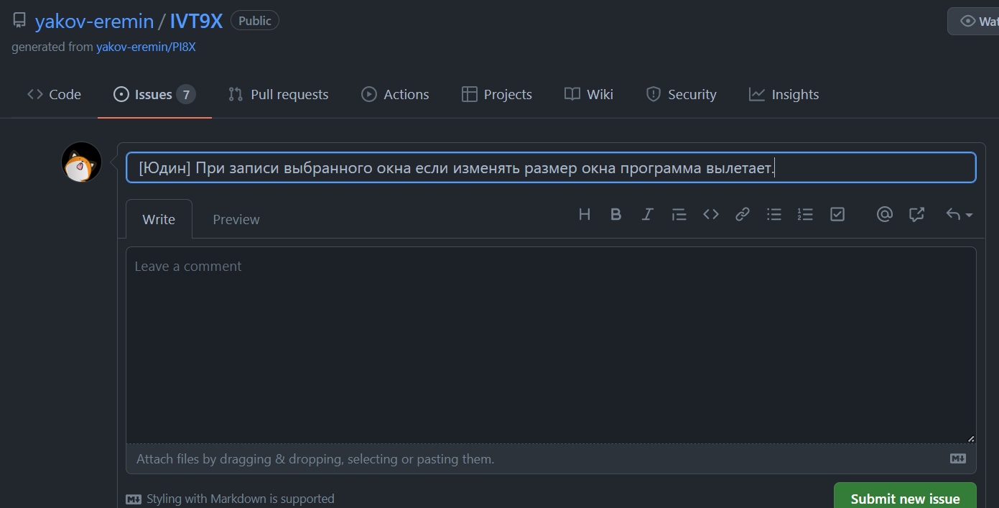 yakov-eremin / IVT9X Public
Wat
generated from yakov-eremin/PI8X
Code Issues 7 Pull requests Actions Projects Wiki Security Insights
[Юдин] При записи выбранного окна если изменять размер окна программа вылетает.
Write Preview
Leave a comment
Attach files by dragging & dropping, selecting or pasting them.
Styling with Markdown is supported
Submit new issue